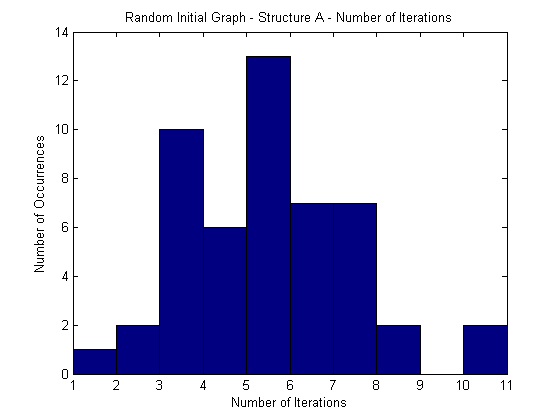 Random Initial Graph - Structure A - Number of Iterations
14
12
10
8
6
4
2
0
Number of Occurrences
1 2 3 4 5 6 7 8 9 10 11
Number of Iterations